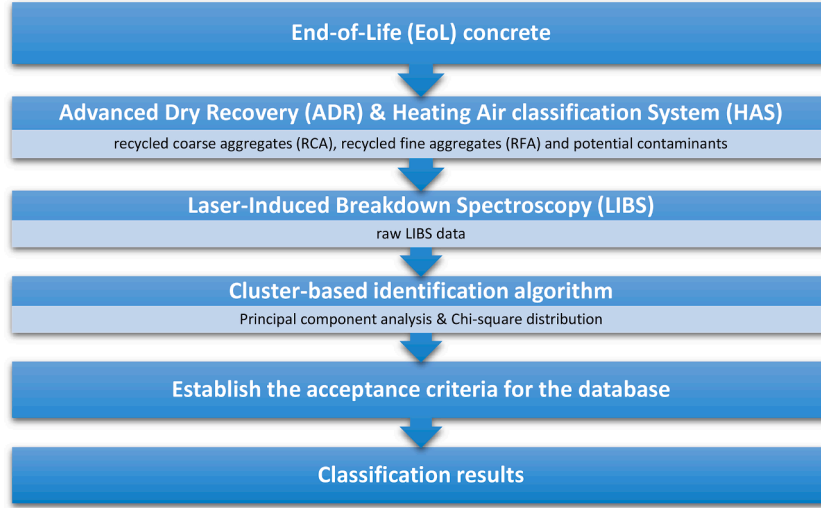 End-of-Life (EoL) concrete
Advanced Dry Recovery (ADR) & Heating Air classification System (HAS)
recycled coarse aggregates (RCA), recycled fine aggregates (RFA) and potential contaminants
Laser-Induced Breakdown Spectroscopy (LIBS)
raw LIBS data
Cluster-based identification algorithm
Principal component analysis & Chi-square distribution
Establish the acceptance criteria for the database
Classification results